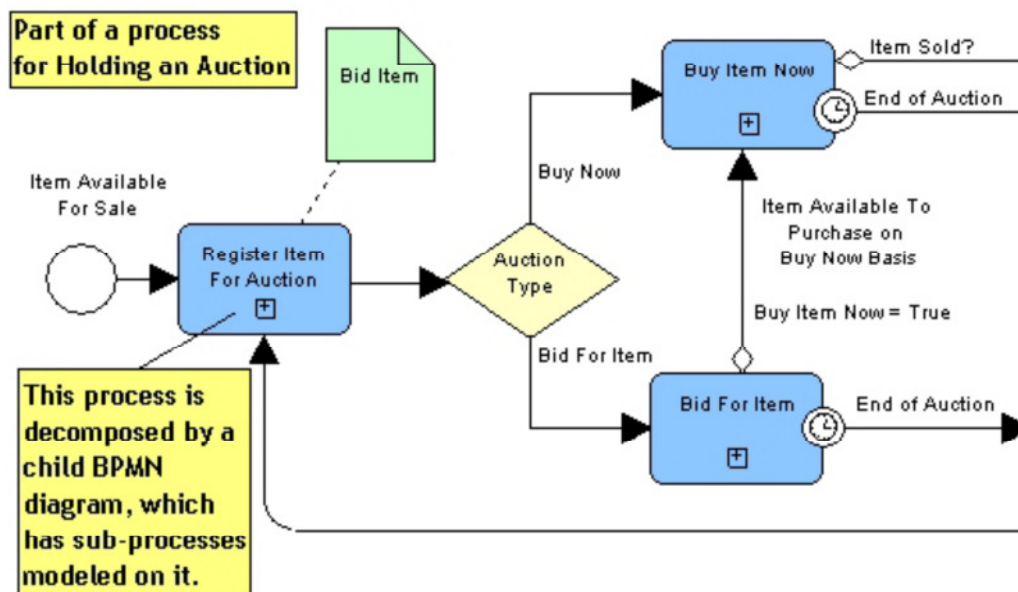 Part of a process
for Holding an Auction
Bid Item
Item Available
For Sale
Register Item
For Auction
This process is
decomposed by a
child BPMN
diagram, which
has sub-processes
modeled on it.
Auction
Type
Buy Now
Bid For Item
Buy Item Now
Item Sold?
End of Auction
Item Available To
Purchase on
Buy Now Basis
Buy Item Now = True
Bid For Item
End of Auction